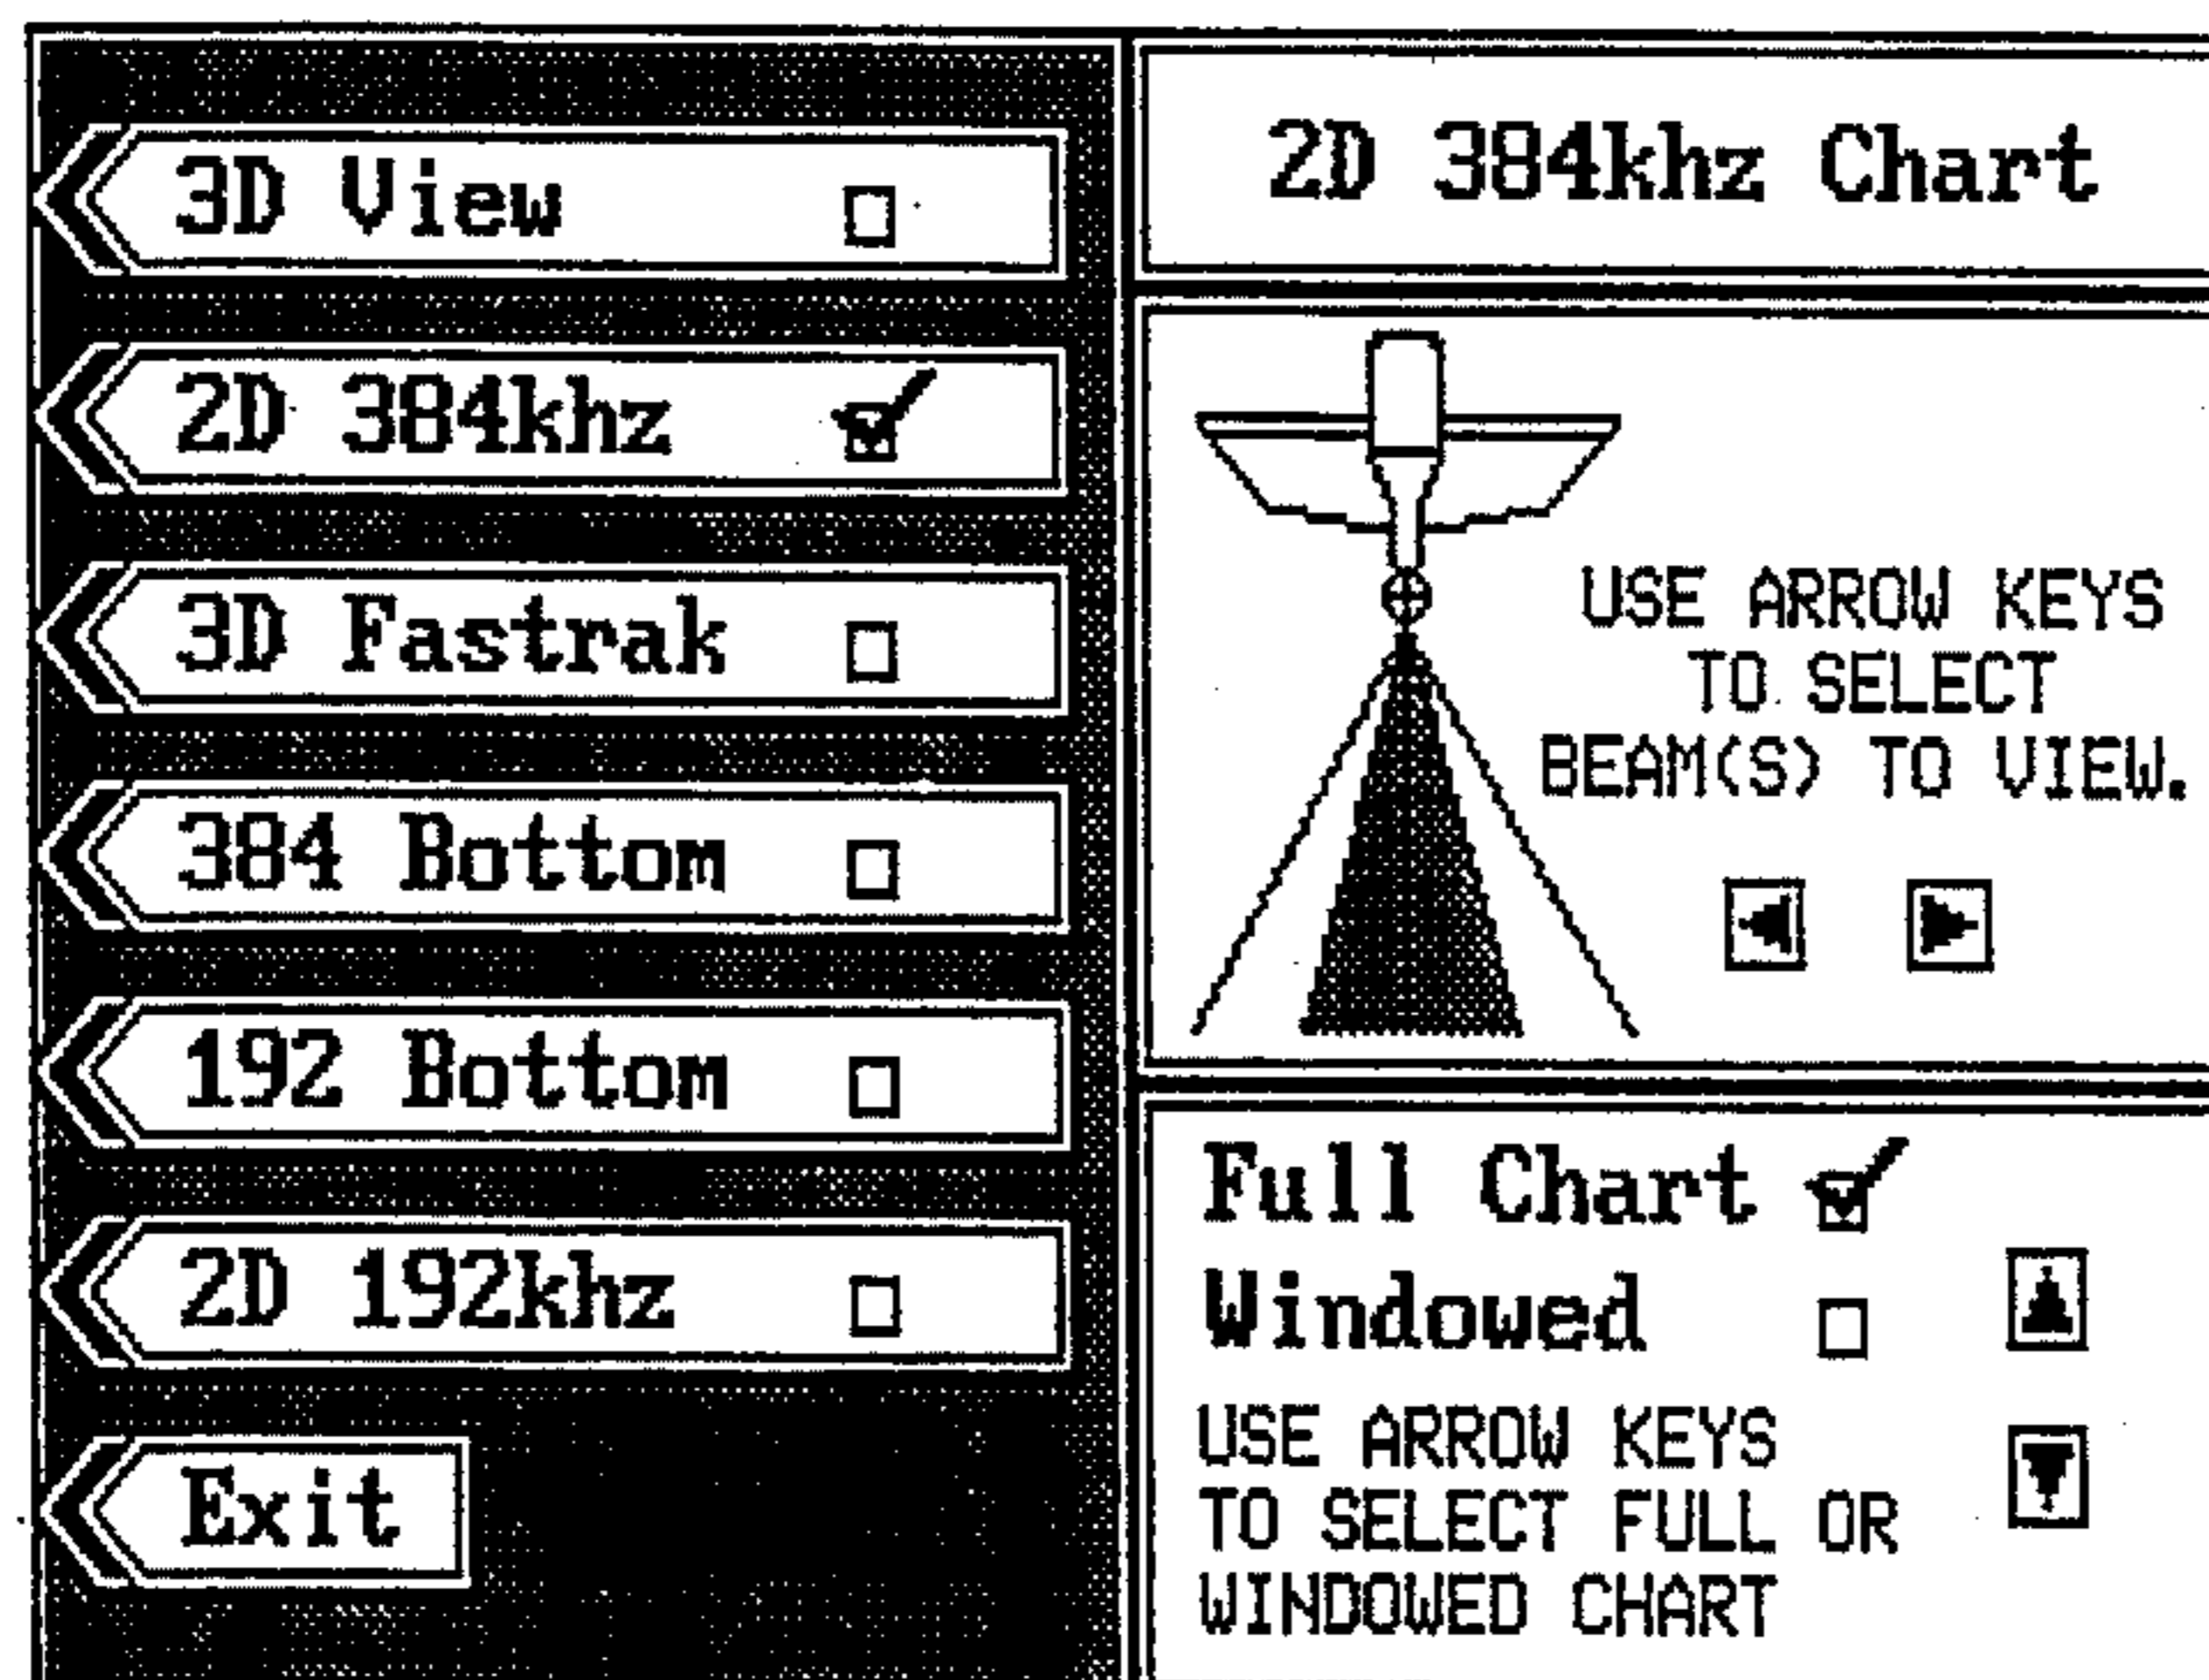 3D View
2D 384khz
3D Fastrak
384 Bottom
192 Bottom
2D 192khz
Exit
2D 384khz Chart
USE ARROW KEYS
TO SELECT
BEAM(S) TO VIEW.
Full Chart
Windowed
USE ARROW KEYS
TO SELECT FULL OR
WINDOWED CHART